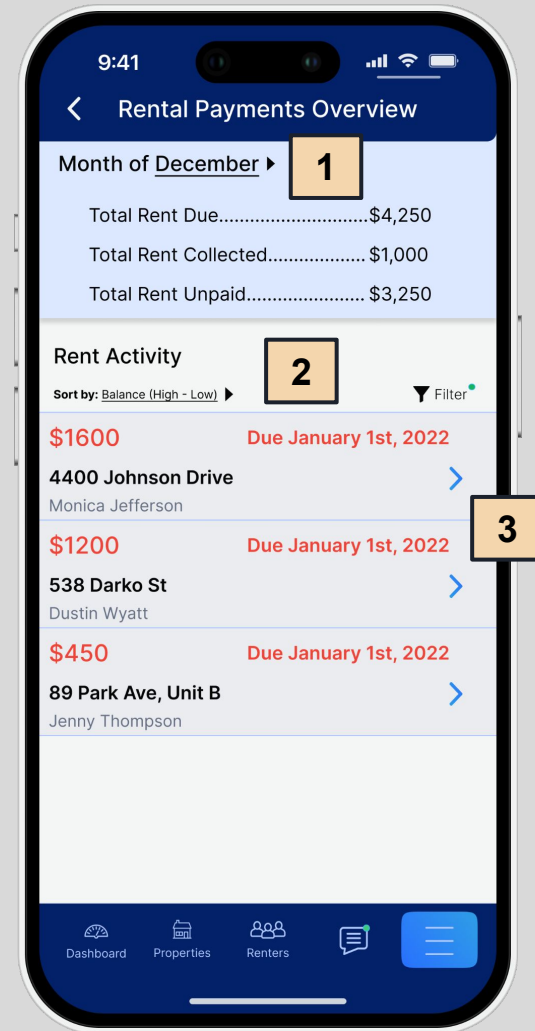 9:41
Rental Payments Overview
Month of December
1
Total Rent Due.............................$4,250
Total Rent Collected...................$1,000
Total Rent Unpaid.......................$3,250
Rent Activity
2
Sort by: Balance (High - Low)
Filter
$1600 Due January 1st, 2022
4400 Johnson Drive
Monica Jefferson
3
$1200 Due January 1st, 2022
538 Darko St
Dustin Wyatt
$450 Due January 1st, 2022
89 Park Ave, Unit B
Jenny Thompson
Dashboard Properties Renters